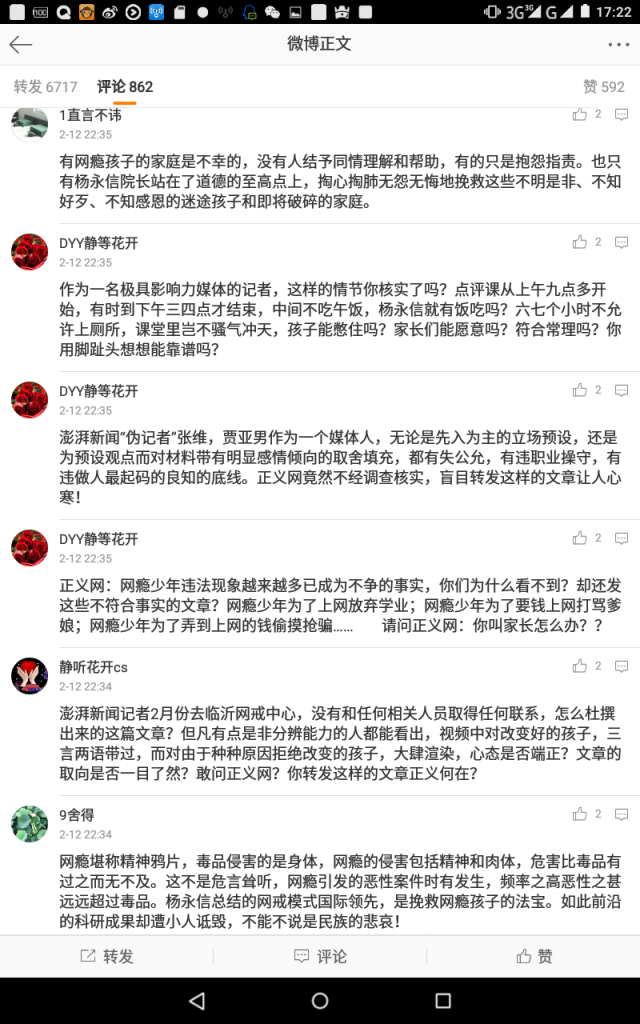 3G 3G G 17:22
微博正文
转发 6717 评论 862 赞 592
1直言不讳 2
2-12 22:35
有网瘾孩子的家庭是不幸的，没有人结予同情理解和帮助，有的只是抱怨指责。也只
有杨永信院长站在了道德的至高点上，掏心掏肺无怨无悔地挽救这些不明是非、不知
好歹、不知感恩的迷途孩子和即将破碎的家庭。
DYY静等花开 2
2-12 22:35
作为一名极具影响力媒体的记者，这样的情节你核实了吗？点评课从上午九点多开
始，有时到下午三四点才结束，中间不吃午饭，杨永信就有饭吃吗？六七个小时不允
许上厕所，课堂里岂不骚气冲天，孩子能憋住吗？家长们能愿意吗？符合常理吗？你
用脚趾头想想能靠谱吗？
DYY静等花开 2
2-12 22:35
澎湃新闻“伪记者”张维，贾亚男作为一个媒体人，无论是先入为主的立场预设，还是
为预设观点而对材料带有明显感情倾向的取舍填充，都有失公允，有违职业操守，有
违做人最起码的良知的底线。正义网竟然不经调查核实，盲目转发这样的文章让人心
寒！
DYY静等花开 2
2-12 22:35
正义网：网瘾少年违法现象越来越多已成为不争的事实，你们为什么看不到？却还发
这些不符合事实的文章？网瘾少年为了上网放弃学业；网瘾少年为了要钱上网打骂爹
娘；网瘾少年为了弄到上网的钱偷摸抢骗…… 请问正义网：你叫家长怎么办？？
静听花开cs 2
2-12 22:34
澎湃新闻记者2月份去临沂网戒中心，没有和任何相关人员取得任何联系，怎么杜撰
出来的这篇文章？但凡有点是非分辨能力的人都能看出，视频中对改变好的孩子，三
言两语带过，而对由于种种原因拒绝改变的孩子，大肆渲染，心态是否端正？文章的
取向是否一目了然？敢问正义网？你转发这样的文章正义何在？
9舍得 2
2-12 22:34
网瘾堪称精神鸦片，毒品侵害的是身体，网瘾的侵害包括精神和肉体，危害比毒品有
过之而无不及。这不是危言耸听，网瘾引发的恶性案件时有发生，频率之高恶性之甚
远远超过毒品。杨永信总结的网戒模式国际领先，是挽救网瘾孩子的法宝。如此前沿
的科研成果却遭小人诋毁，不能不说是民族的悲哀！
转发 评论 赞